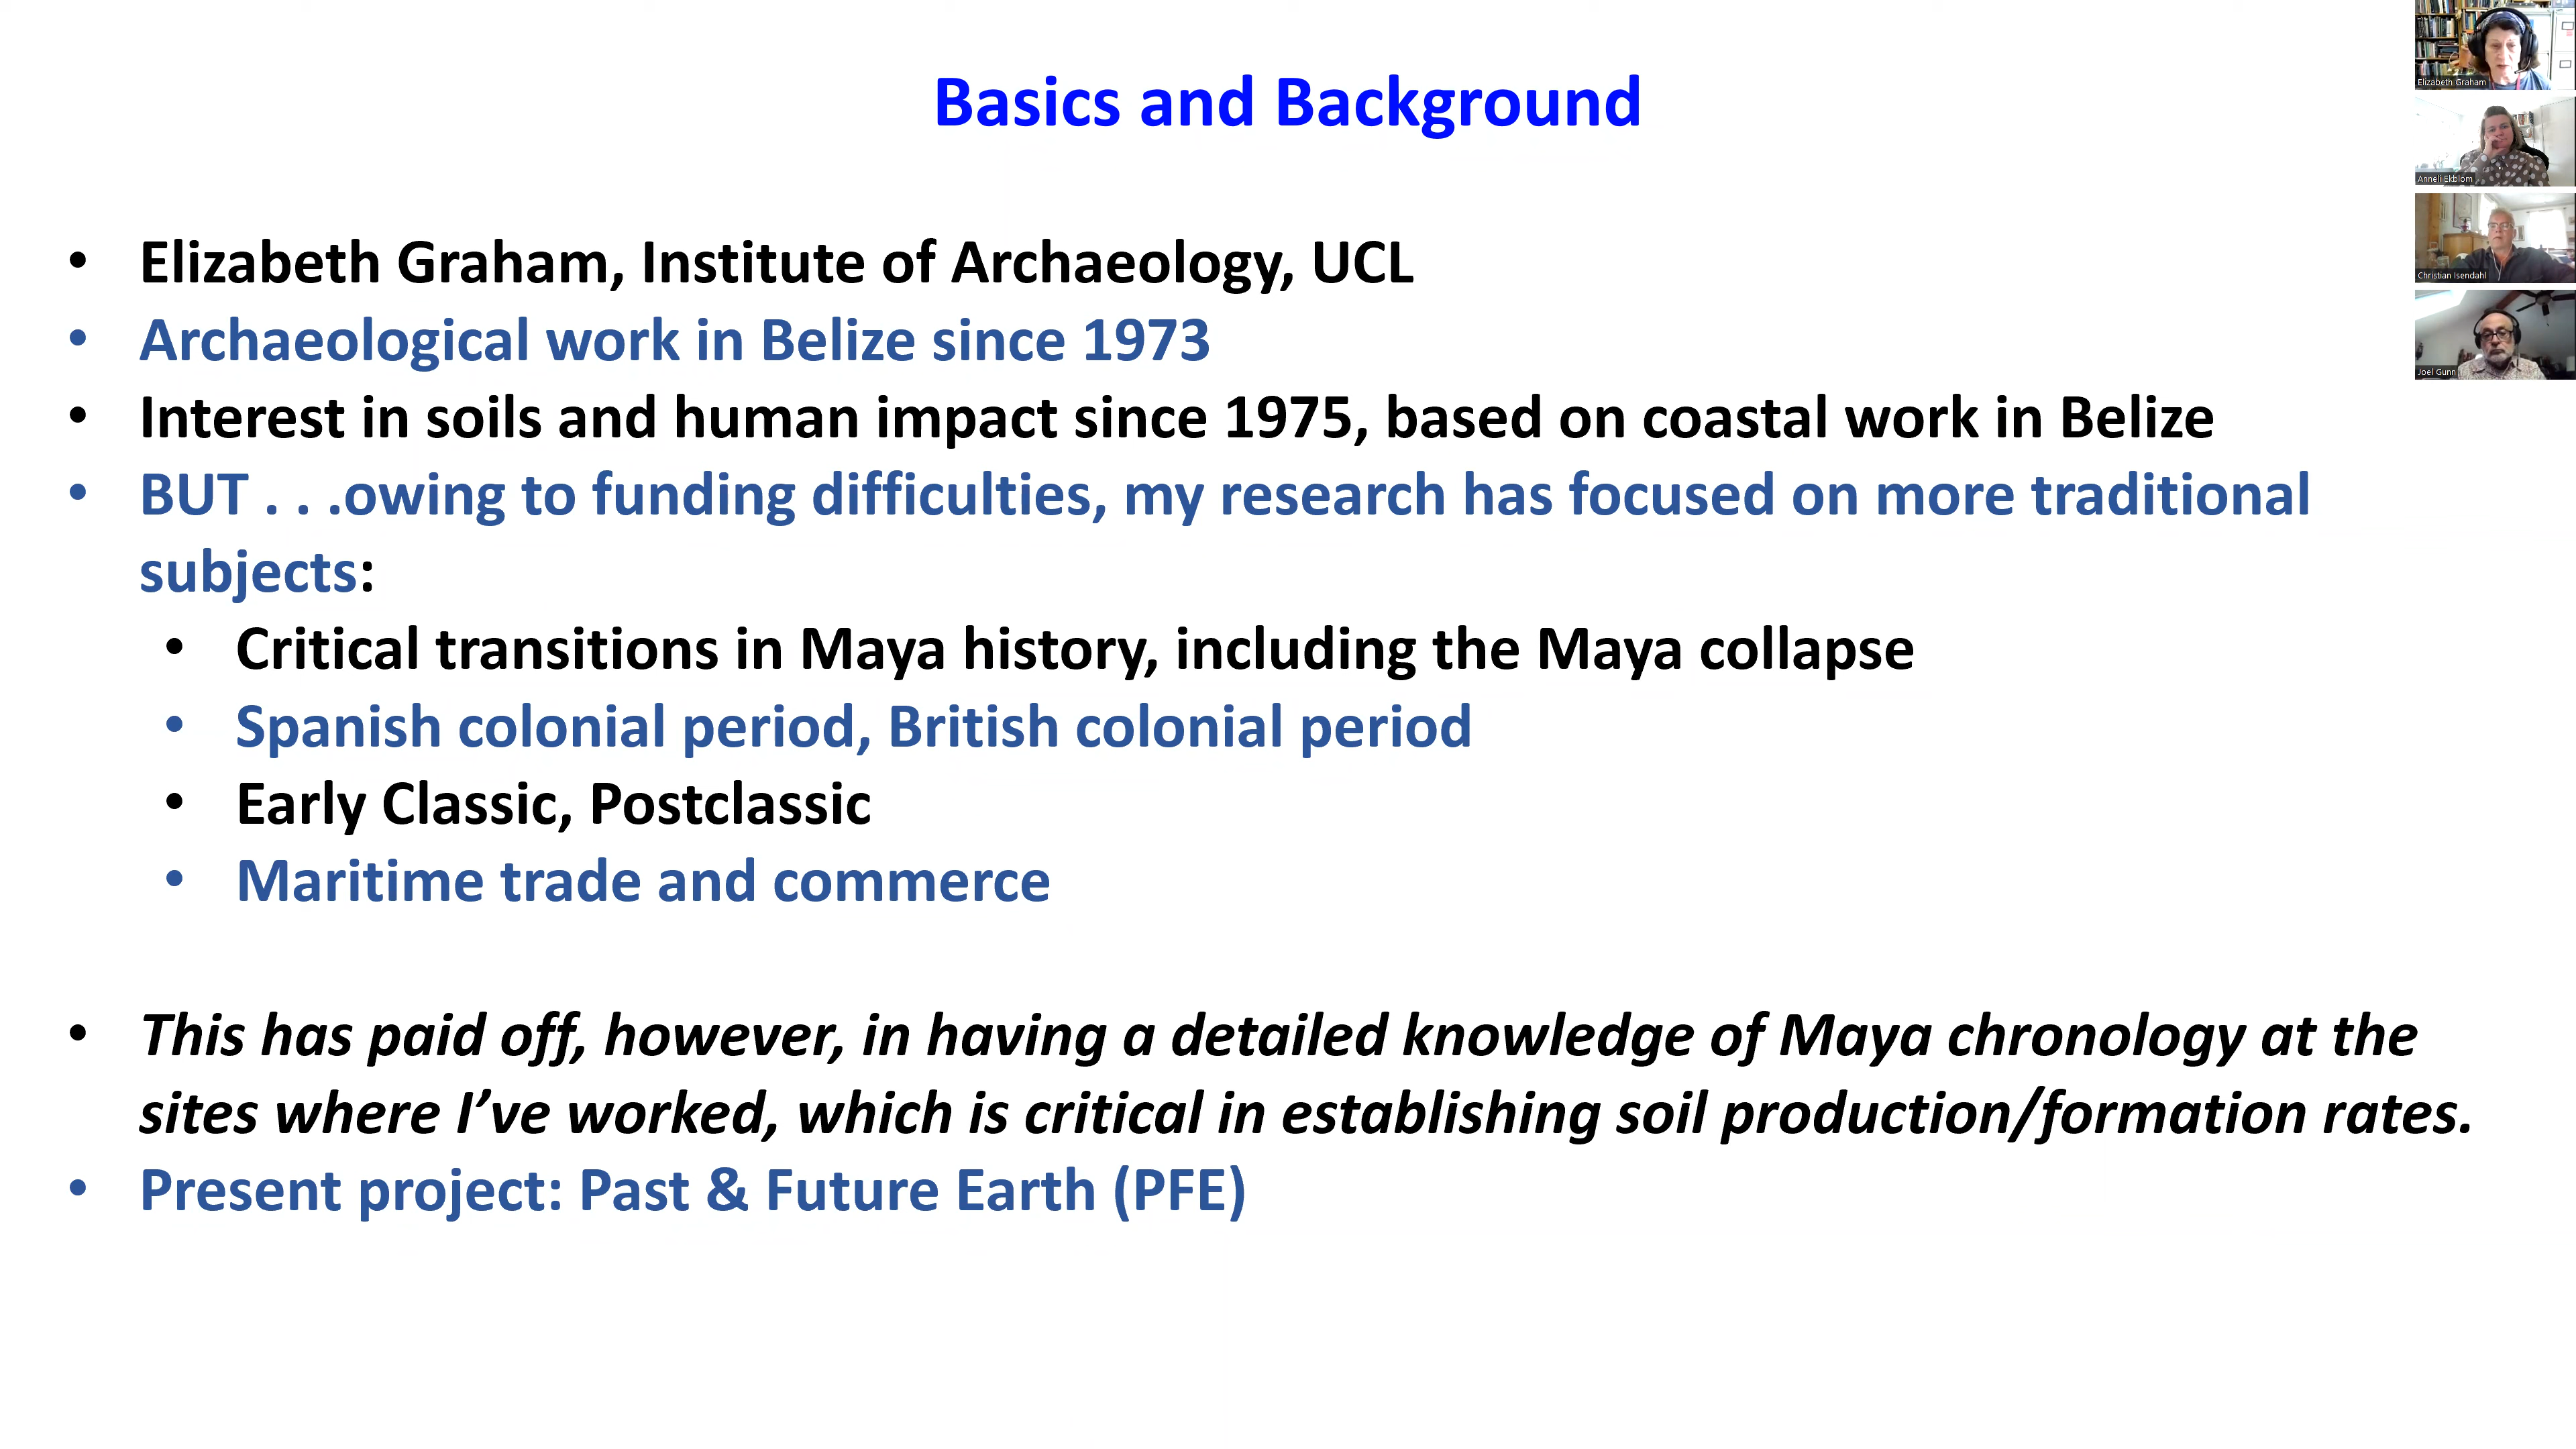 Basics and Background
• Elizabeth Graham, Institute of Archaeology, UCL
• Archaeological work in Belize since 1973
• Interest in soils and human impact since 1975, based on coastal work in Belize
• BUT . . .owing to funding difficulties, my research has focused on more traditional
subjects:
• Critical transitions in Maya history, including the Maya collapse
• Spanish colonial period, British colonial period
• Early Classic, Postclassic
• Maritime trade and commerce
• This has paid off, however, in having a detailed knowledge of Maya chronology at the
sites where I’ve worked, which is critical in establishing soil production/formation rates.
• Present project: Past & Future Earth (PFE)
Elizabeth Graham
Anneli Ekblom
Christian Isendahl
Joel Gunn